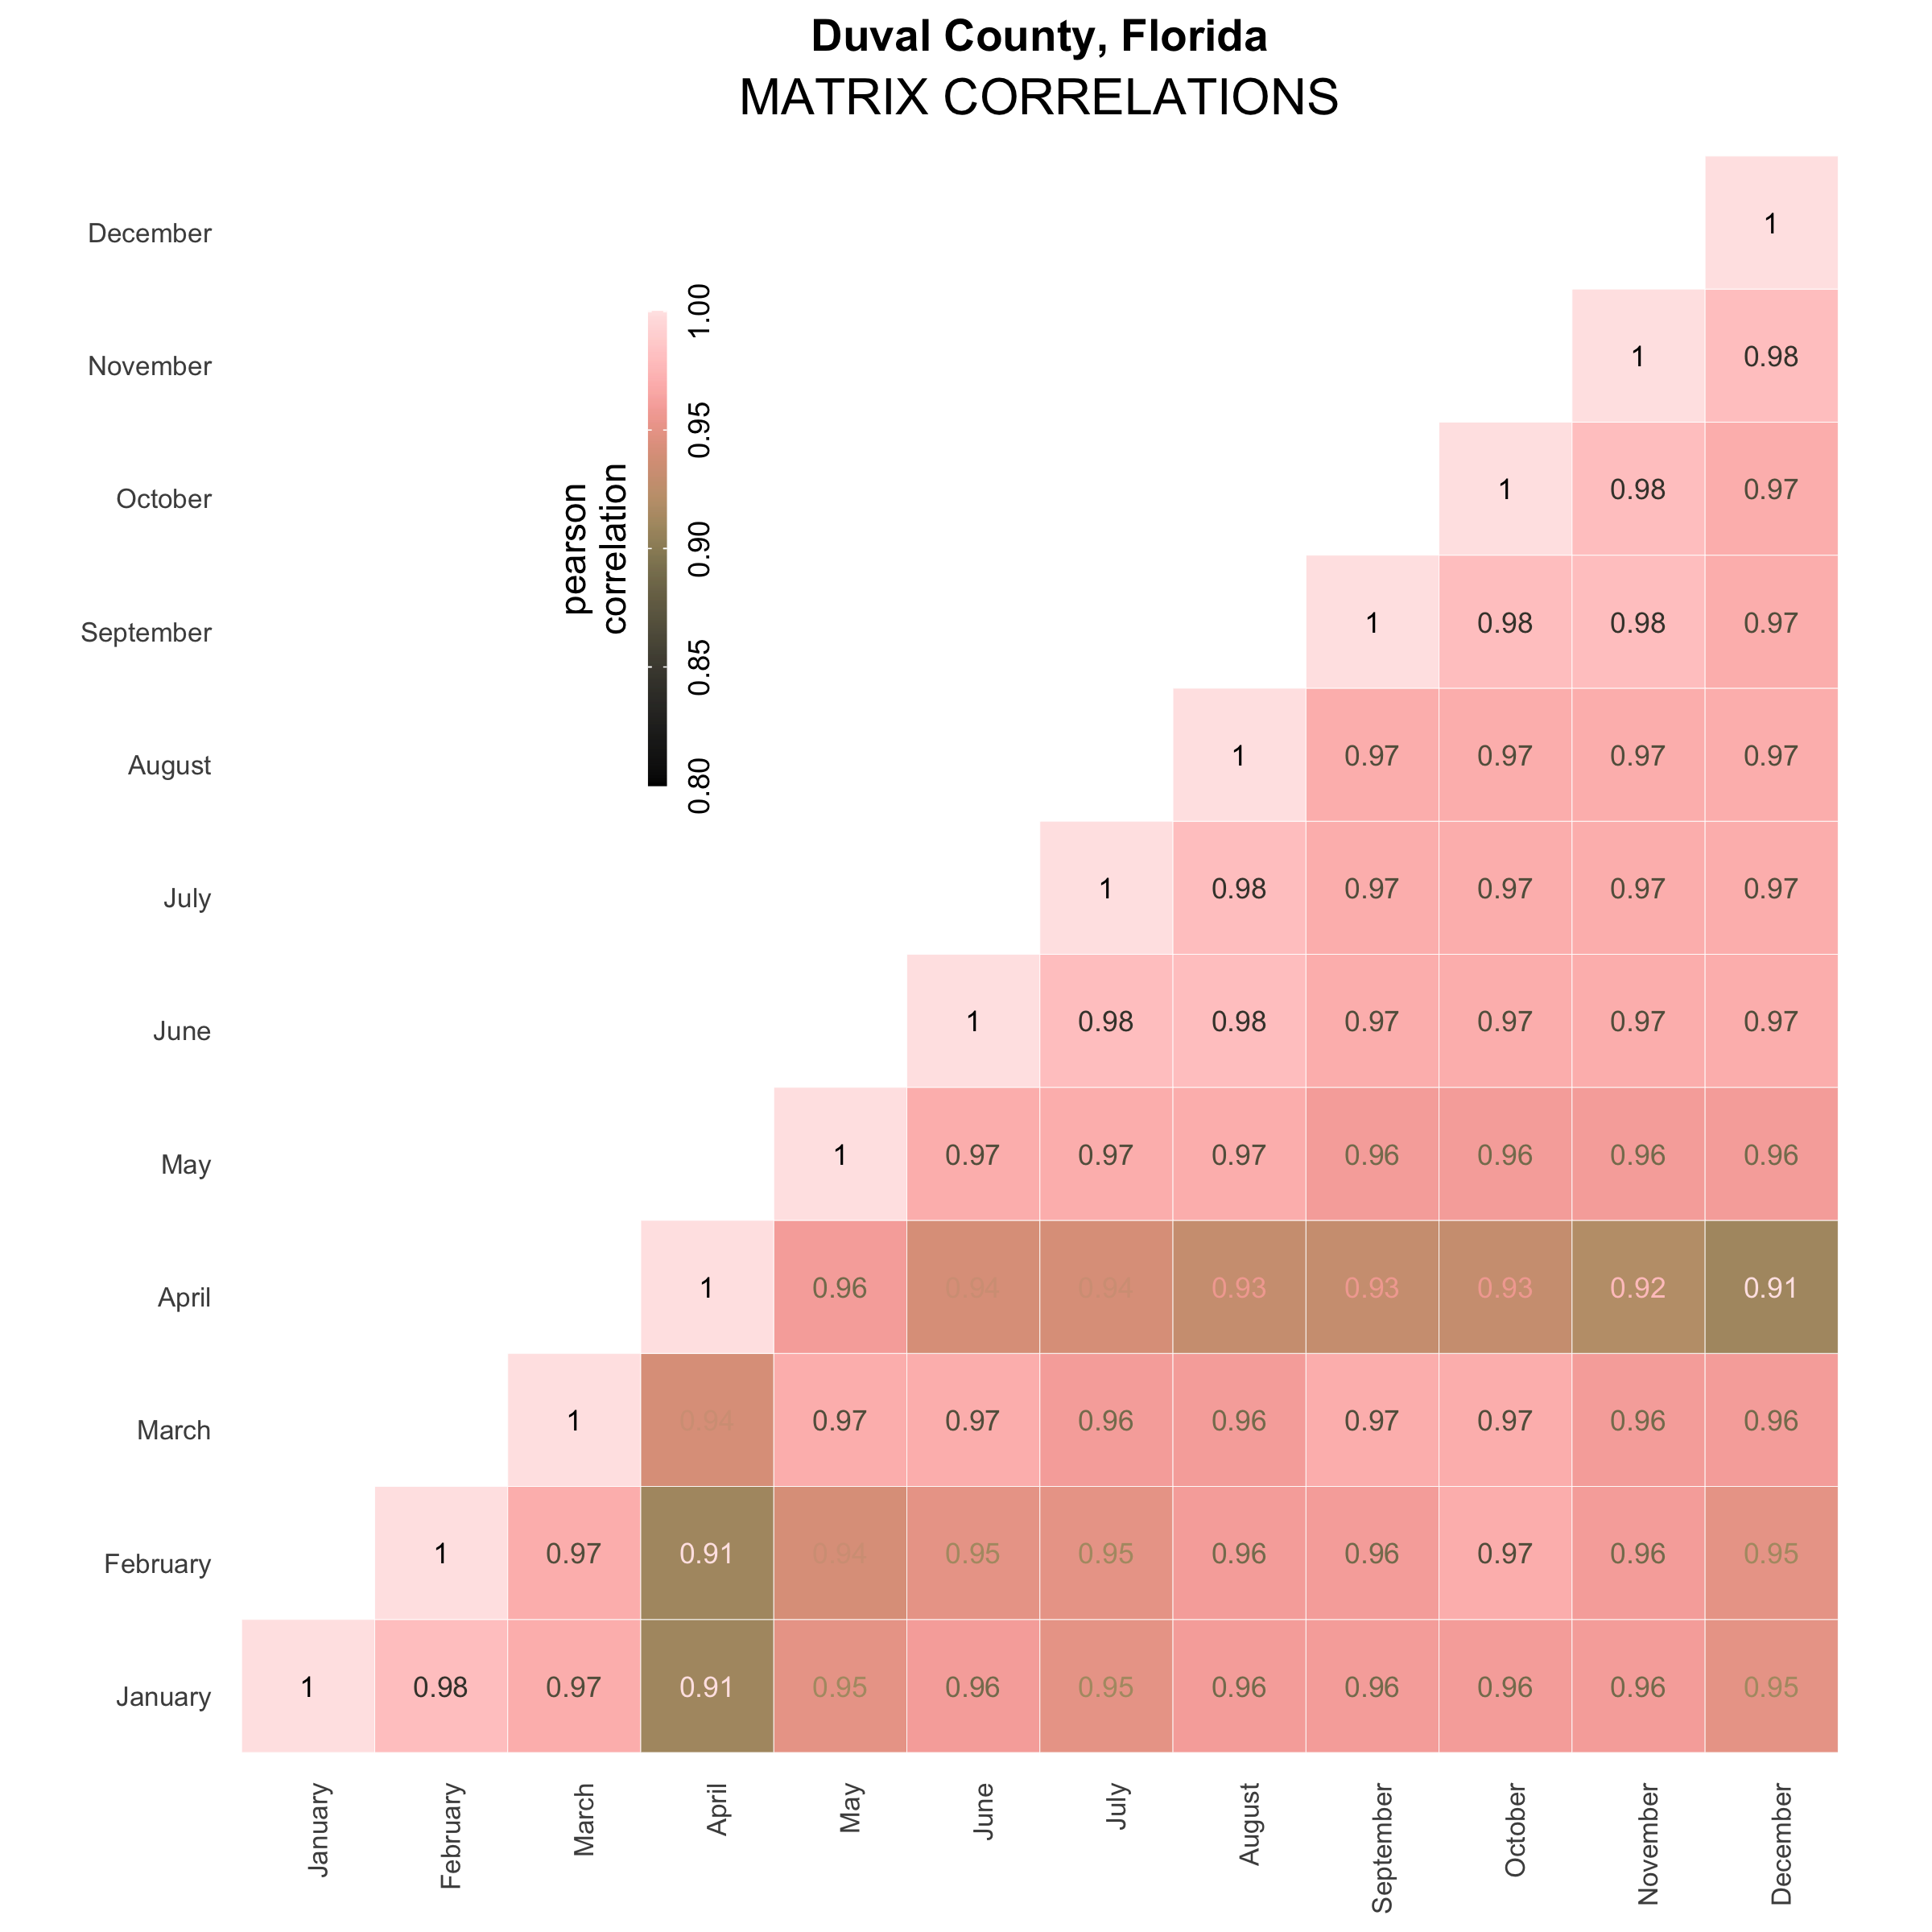 Duval County, Florida
MATRIX CORRELATIONS
December 1
November 1 0.98
October 1 0.98 0.97
September 1 0.98 0.98 0.97
August 1 0.97 0.97 0.97 0.97
July 1 0.98 0.97 0.97 0.97 0.97
June 1 0.98 0.98 0.97 0.97 0.97 0.97
May 1 0.97 0.97 0.97 0.96 0.96 0.96 0.96
April 1 0.96 0.94 0.94 0.93 0.93 0.93 0.92 0.91
March 1 0.94 0.97 0.97 0.96 0.96 0.97 0.97 0.96 0.96
February 1 0.97 0.91 0.94 0.95 0.95 0.96 0.96 0.97 0.96 0.95
January 1 0.98 0.97 0.91 0.95 0.96 0.95 0.96 0.96 0.96 0.96 0.95
January February March April May June July August September October November December
pearson
correlation
0.80 0.85 0.90 0.95 1.00